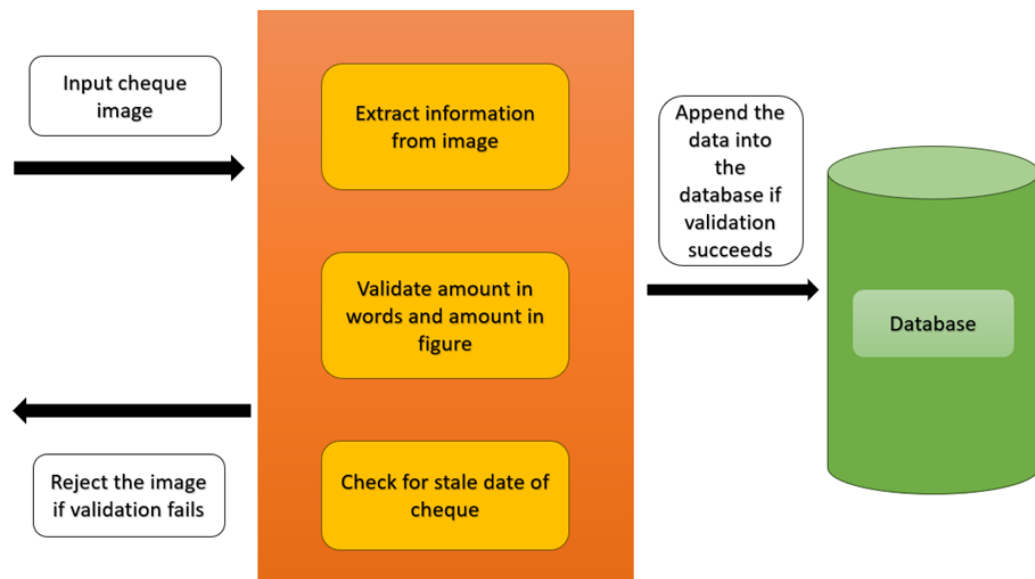 Input cheque
image
Extract information
from image
Append the
data into
the
database if
validation
succeeds
Validate amount in
words and amount in
figure
Database
Reject the image
if validation fails
Check for stale date of
cheque